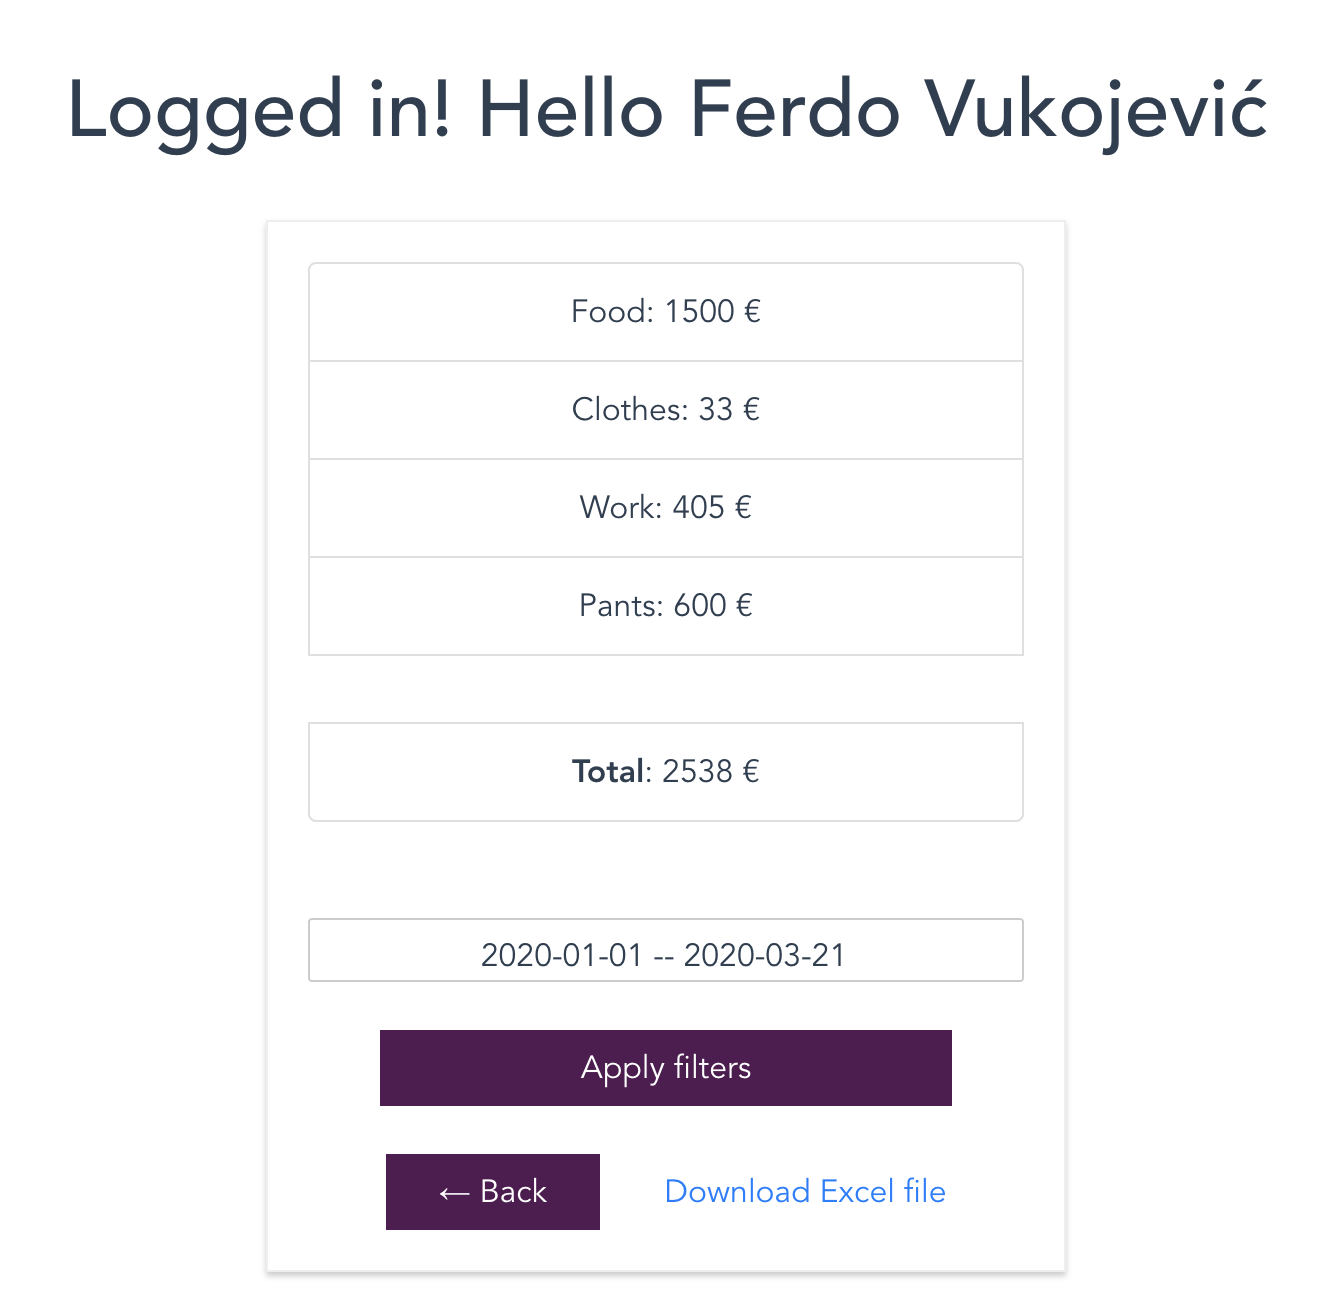 Logged in! Hello Ferdo Vukojević
Food: 1500 €
Clothes: 33 €
Work: 405 €
Pants: 600 €
Total: 2538 €
2020-01-01 -- 2020-03-21
Apply filters
← Back
Download Excel file